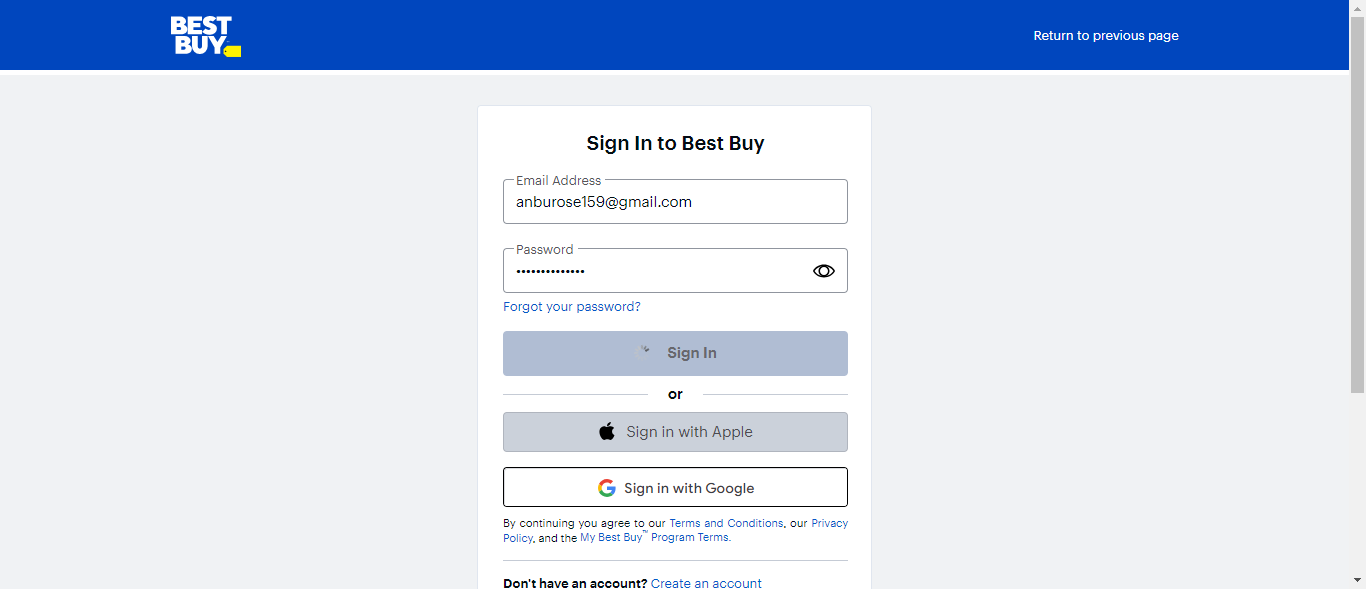 BEST
BUY
Return to previous page
Sign In to Best Buy
Email Address
anburose159@gmail.com
Password
••••••••••••••
Forgot your password?
Sign In
or
Sign in with Apple
Sign in with Google
By continuing you agree to our Terms and Conditions, our Privacy
Policy, and the My Best Buy™ Program Terms.
Don't have an account? Create an account